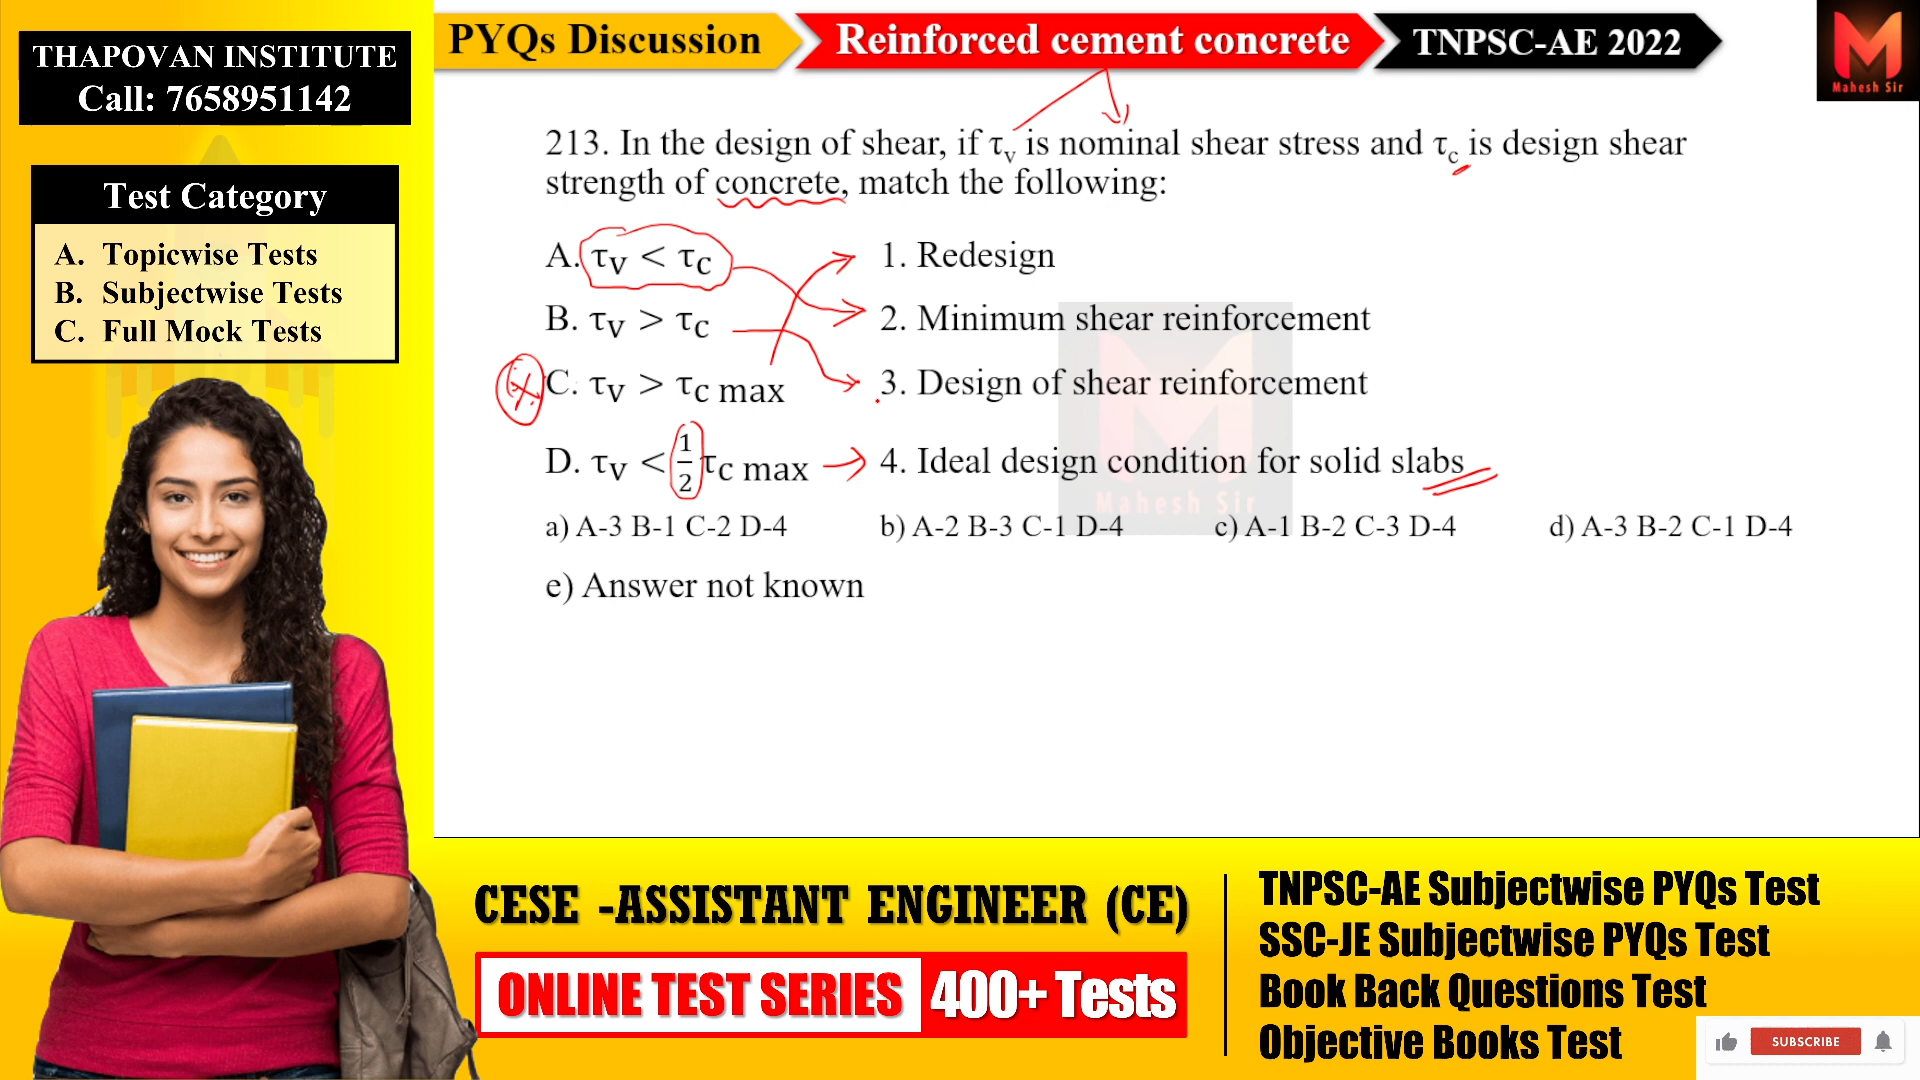 THAPOVAN INSTITUTE
Call: 7658951142
Test Category
A. Topicwise Tests
B. Subjectwise Tests
C. Full Mock Tests
PYQs Discussion
Reinforced cement concrete
TNPSC-AE 2022
Mahesh Sir
213. In the design of shear, if τv is nominal shear stress and τc is design shear
strength of concrete, match the following:
A. τv < τc 1. Redesign
B. τv > τc 2. Minimum shear reinforcement
C. τv > τc max 3. Design of shear reinforcement
D. τv < 1/2 τc max 4. Ideal design condition for solid slabs
Mahesh Sir
a) A-3 B-1 C-2 D-4 b) A-2 B-3 C-1 D-4 c) A-1 B-2 C-3 D-4 d) A-3 B-2 C-1 D-4
e) Answer not known
CESE -ASSISTANT ENGINEER (CE)
ONLINE TEST SERIES 400+ Tests
TNPSC-AE Subjectwise PYQs Test
SSC-JE Subjectwise PYQs Test
Book Back Questions Test
Objective Books Test
SUBSCRIBE